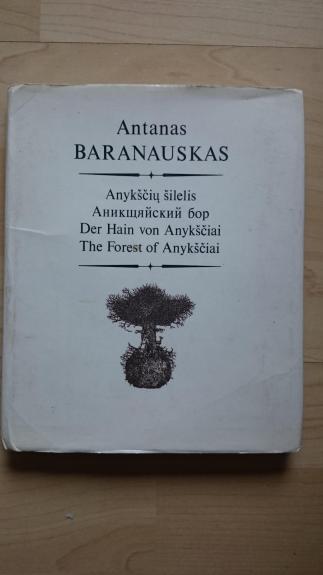 Antanas
BARANAUSKAS
Anykščių šilelis
Аникщяйский бор
Der Hain von Anykščiai
The Forest of Anykščiai